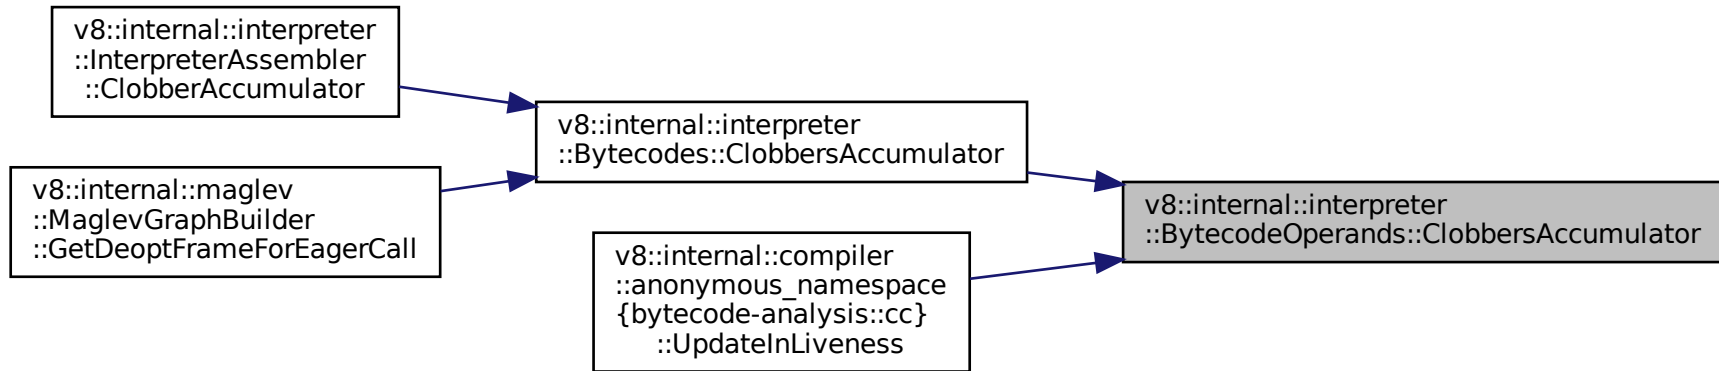 v8::internal::interpreter
::InterpreterAssembler
::ClobberAccumulator
v8::internal::maglev
::MaglevGraphBuilder
::GetDeoptFrameForEagerCall
v8::internal::interpreter
::Bytecodes::ClobbersAccumulator
v8::internal::compiler
::anonymous_namespace
{bytecode-analysis::cc}
::UpdateInLiveness
v8::internal::interpreter
::BytecodeOperands::ClobbersAccumulator